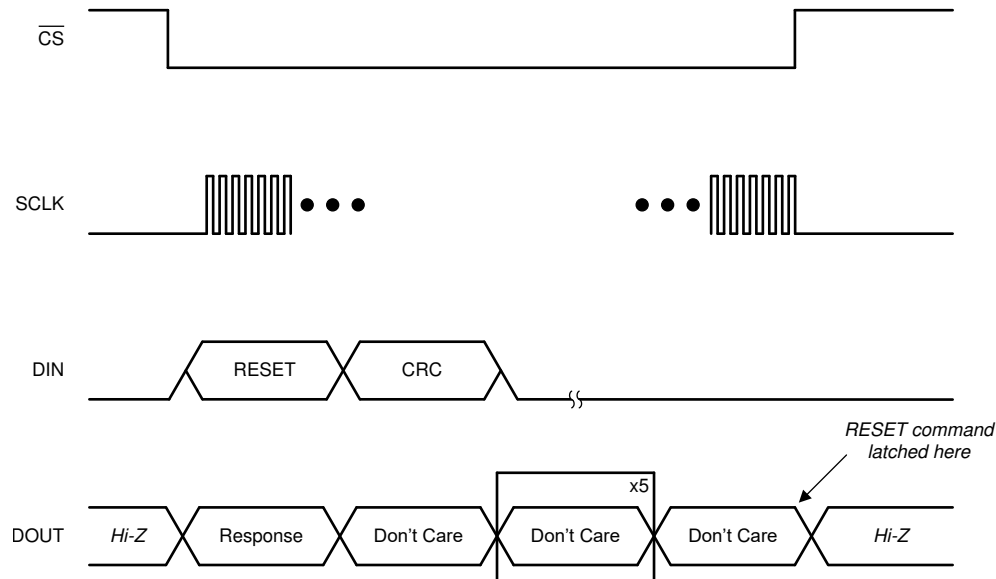 CS
SCLK
DIN
RESET
CRC
RESET command
latched here
x5
DOUT
Hi-Z
Response
Don't Care
Don't Care
Don't Care
Hi-Z